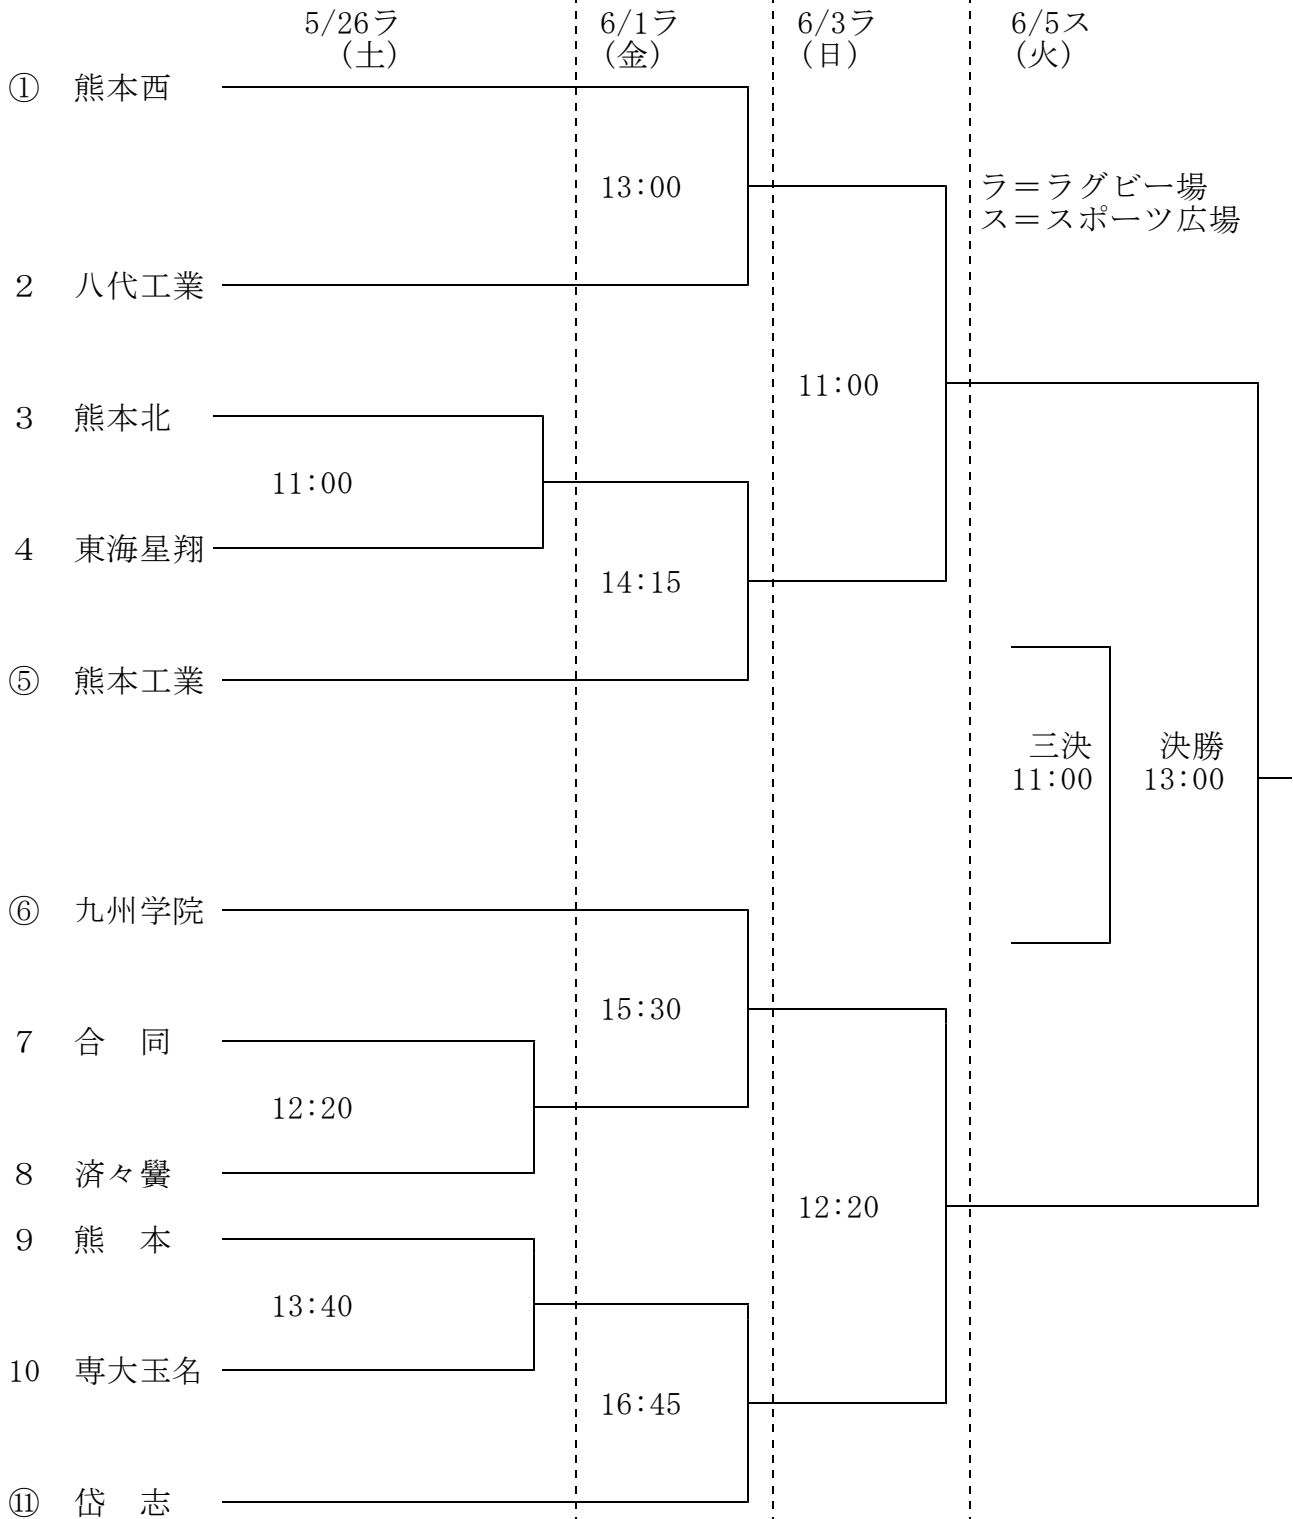 5/26ラ 6/1ラ 6/3ラ 6/5ス
（土） （金） （日） （火）
① 熊本西
13:00
ラ＝ラグビー場
ス＝スポーツ広場
２ 八代工業
11:00
３ 熊本北
11:00
４ 東海星翔
14:15
⑤ 熊本工業
三決 決勝
11:00 13:00
⑥ 九州学院
15:30
７ 合　同
12:20
８ 済々黌
12:20
９ 熊　本
13:40
10 専大玉名
16:45
⑪ 岱　志